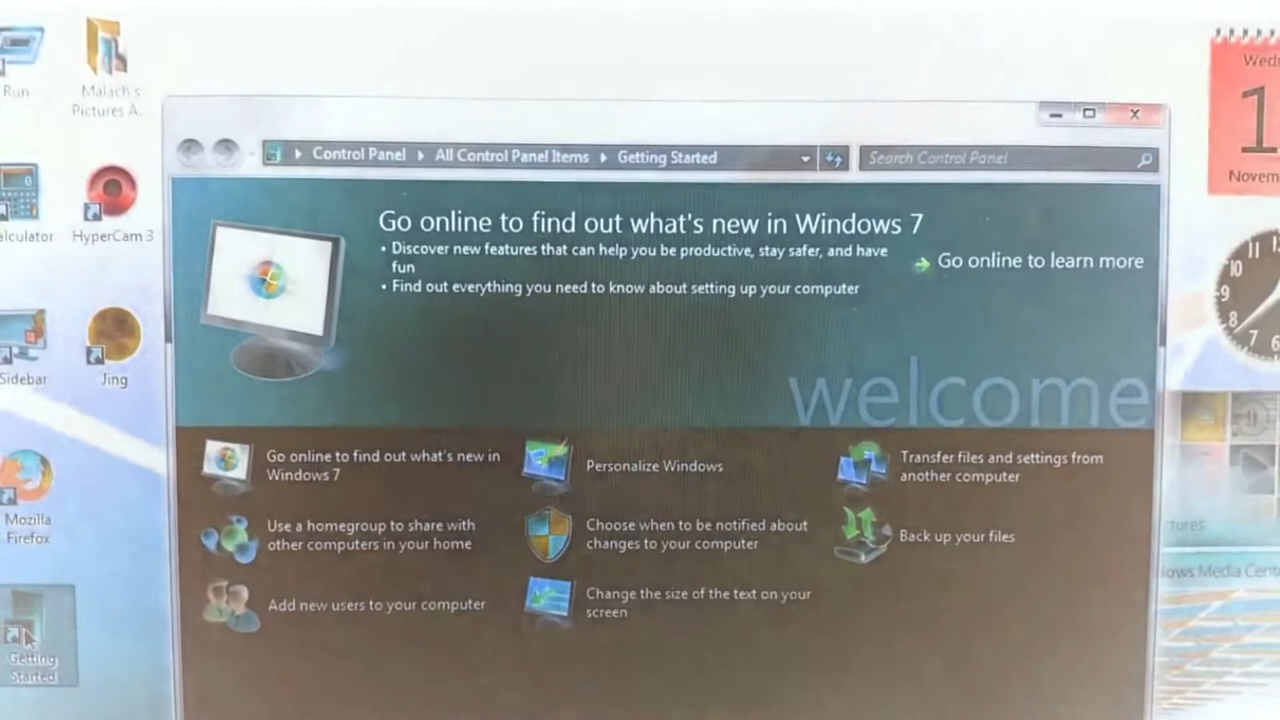 Run
Malach's
Pictures A...
Calculator
HyperCam 3
Sidebar
Jing
Mozilla
Firefox
Getting
Started
Control Panel
All Control Panel Items
Getting Started
Search Control Panel
Go online to find out what's new in Windows 7
• Discover new features that can help you be productive, stay safer, and have
fun
• Find out everything you need to know about setting up your computer
Go online to learn more
welcome
Go online to find out what's new in
Windows 7
Personalize Windows
Transfer files and settings from
another computer
Use a homegroup to share with
other computers in your home
Choose when to be notified about
changes to your computer
Back up your files
Add new users to your computer
Change the size of the text on your
screen
Wed
1
Novem
11
10
9
8
7
6
ctures
lows Media Cent